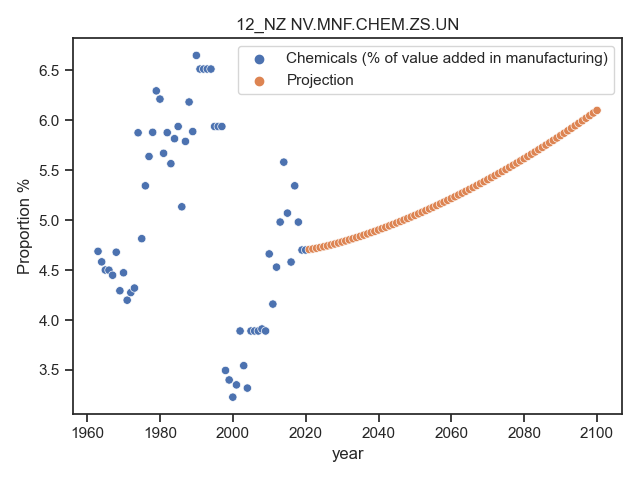 12_NZ NV.MNF.CHEM.ZS.UN
Chemicals (% of value added in manufacturing)
Projection
Proportion %
6.5
6.0
5.5
5.0
4.5
4.0
3.5
1960 1980 2000 2020 2040 2060 2080 2100
year